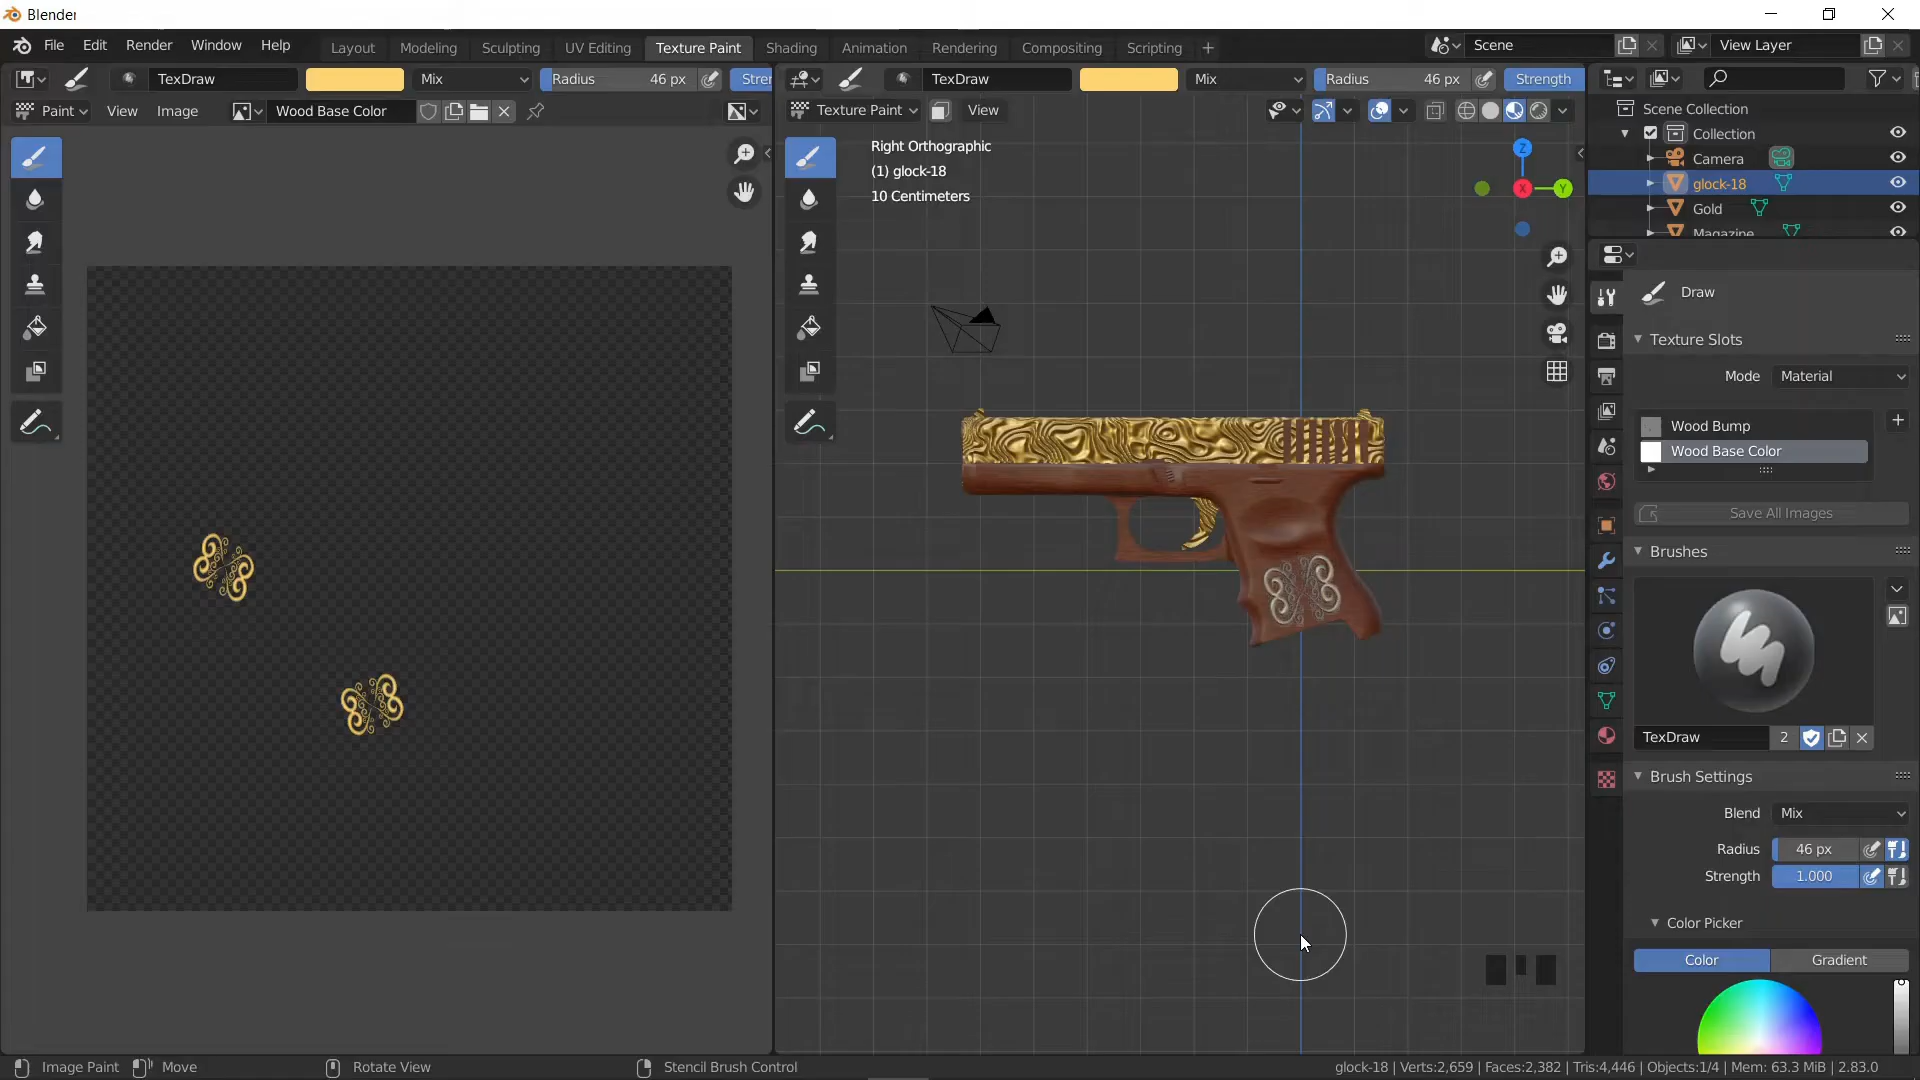 Blender
File Edit Render Window Help Layout Modeling Sculpting UV Editing Texture Paint Shading Animation Rendering Compositing Scripting + Scene View Layer
TexDraw Mix Radius 46 px Stren TexDraw Mix Radius 46 px Strength
Paint View Image Wood Base Color Texture Paint View
Scene Collection
Collection
Camera
glock-18
Gold
Magazine
Right Orthographic
(1) glock-18
10 Centimeters
Z
X
Y
Draw
Texture Slots
Mode Material
Wood Bump
Wood Base Color
Save All Images
Brushes
TexDraw 2
Brush Settings
Blend Mix
Radius 46 px
Strength 1.000
Color Picker
Color Gradient
Image Paint Move Rotate View Stencil Brush Control glock-18 | Verts:2,659 | Faces:2,382 | Tris:4,446 | Objects:1/4 | Mem: 63.3 MiB | 2.83.0